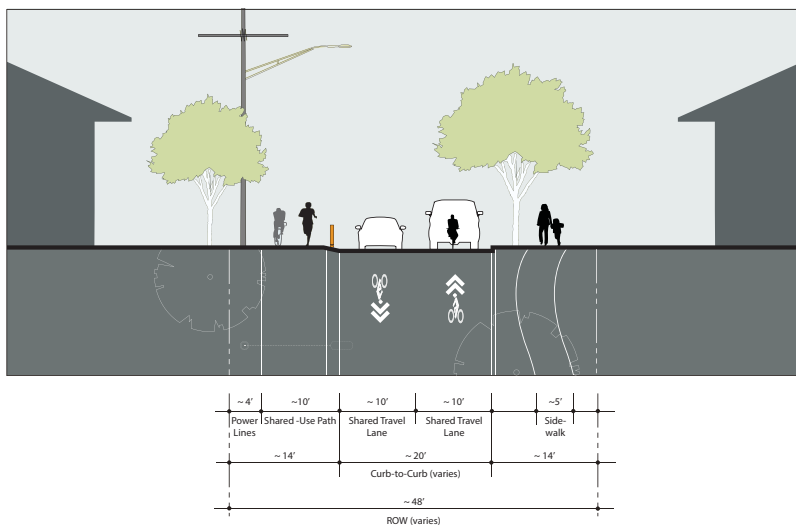 ~ 4’ ~10’ ~ 10’ ~ 10’ ~5’
Power Shared -Use Path Shared Travel Shared Travel Side-
Lines Lane Lane walk
~ 14’ ~ 20’ ~ 14’
Curb-to-Curb (varies)
~ 48’
ROW (varies)